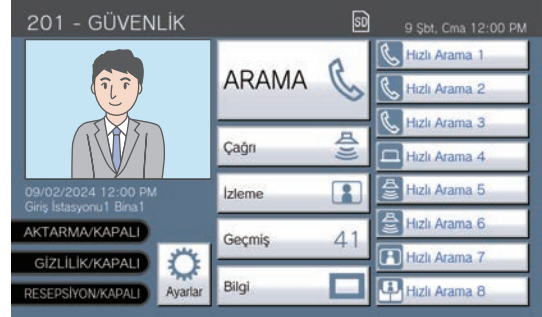 201 - GÜVENLİK
SD
9 Şbt, Cma 12:00 PM
09/02/2024 12:00 PM
Giriş İstasyonu1 Bina1
AKTARMA/KAPALI
GİZLİLİK/KAPALI
RESEPSİYON/KAPALI
Ayarlar
ARAMA
Çağrı
İzleme
Geçmiş 41
Bilgi
Hızlı Arama 1
Hızlı Arama 2
Hızlı Arama 3
Hızlı Arama 4
Hızlı Arama 5
Hızlı Arama 6
Hızlı Arama 7
Hızlı Arama 8